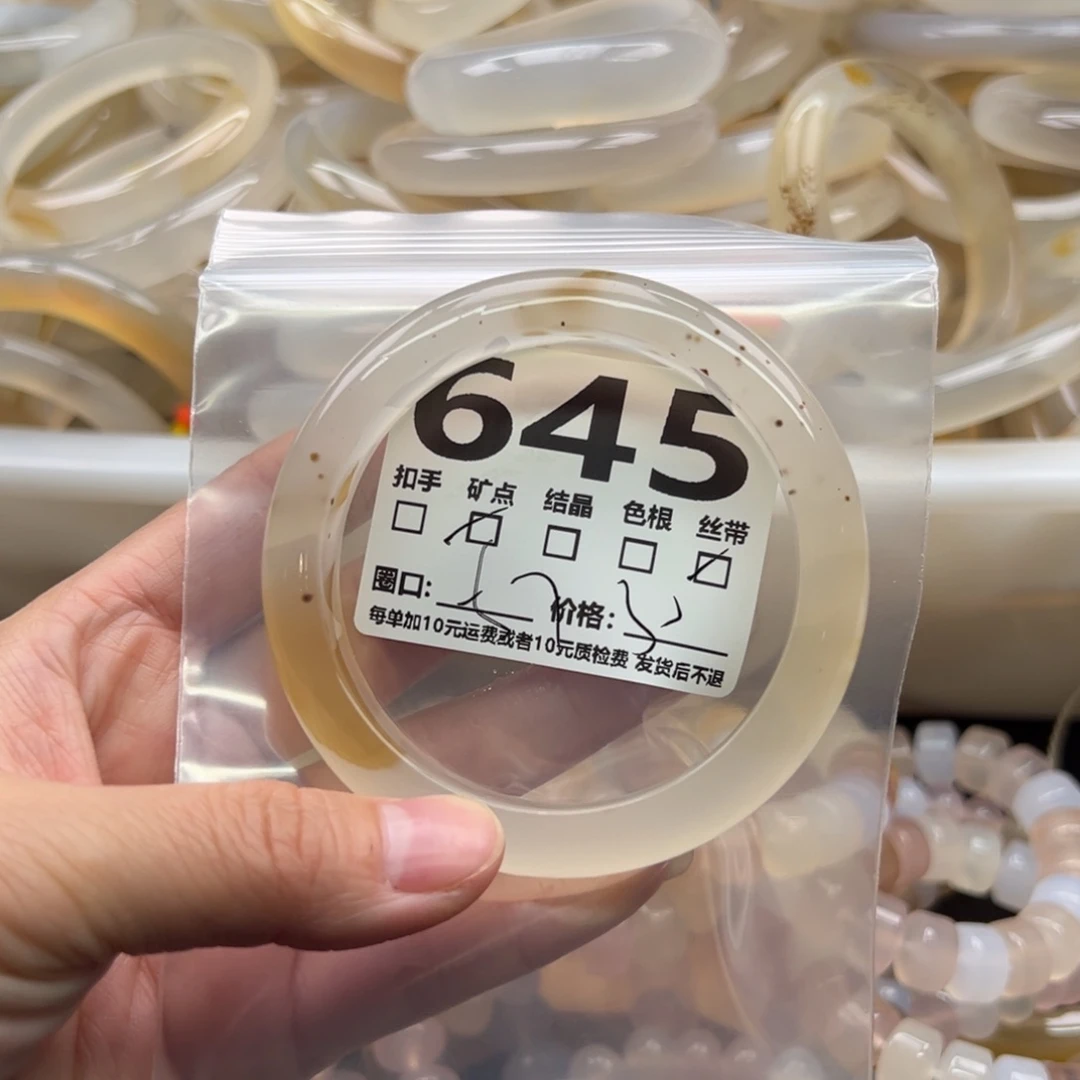 645
扣手 矿点 结晶 色根 丝带
圈口: 价格:
每单加10元运费或者10元质检费 发货后不退